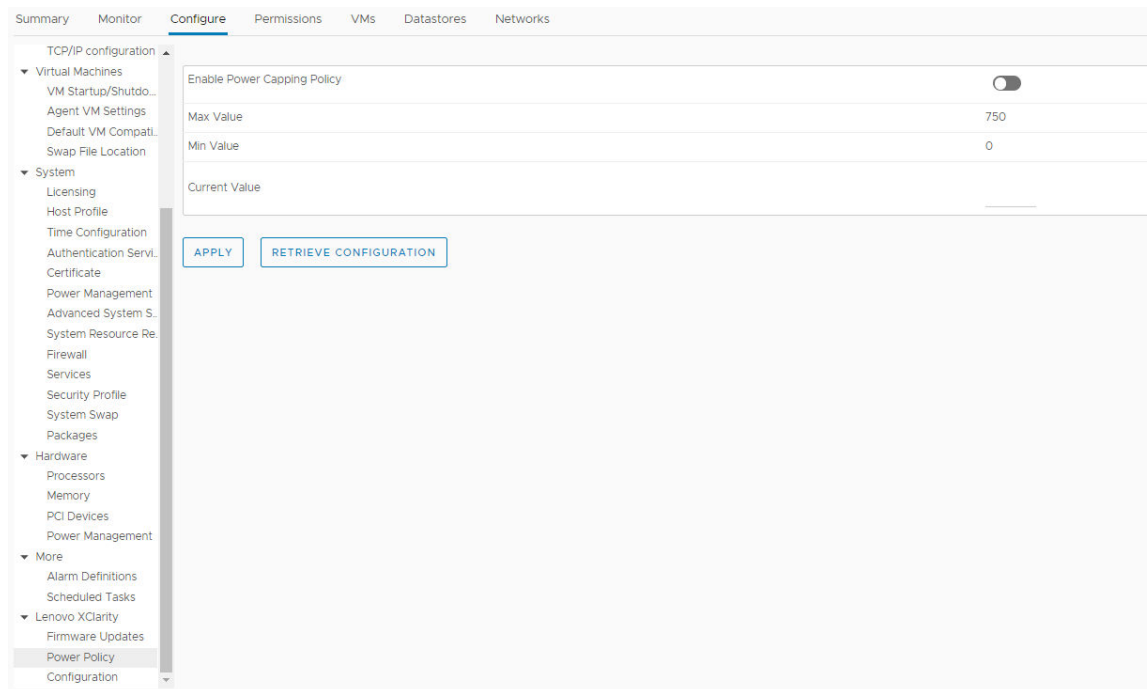 Summary Monitor Configure Permissions VMs Datastores Networks
TCP/IP configuration
Virtual Machines
VM Startup/Shutdo...
Agent VM Settings
Default VM Compati..
Swap File Location
System
Licensing
Host Profile
Time Configuration
Authentication Servi..
Certificate
Power Management
Advanced System S..
System Resource Re.
Firewall
Services
Security Profile
System Swap
Packages
Hardware
Processors
Memory
PCI Devices
Power Management
More
Alarm Definitions
Scheduled Tasks
Lenovo XClarity
Firmware Updates
Power Policy
Configuration
Enable Power Capping Policy
Max Value 750
Min Value 0
Current Value
APPLY RETRIEVE CONFIGURATION